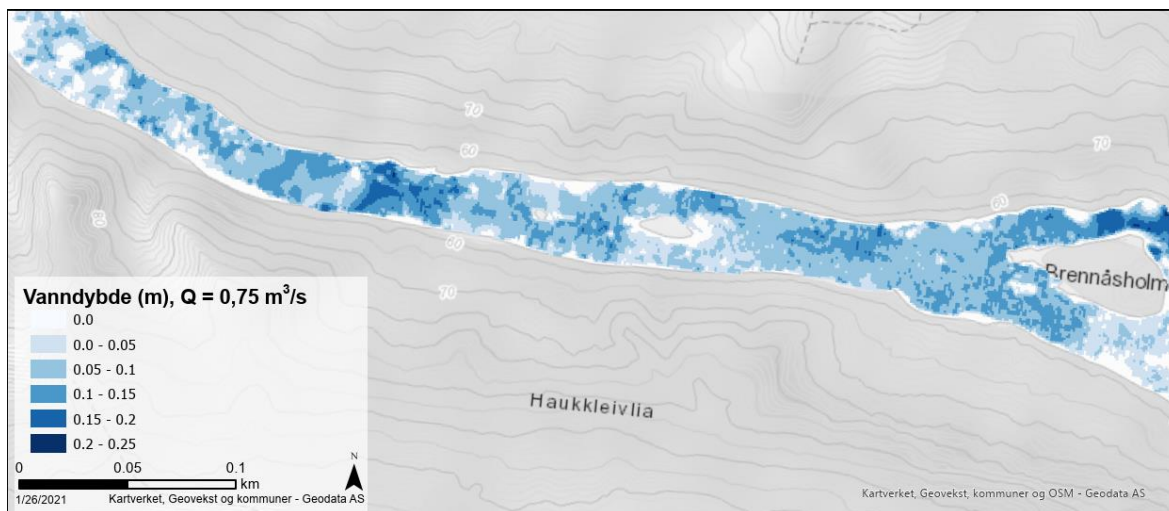 70
60
70
60
Brennåsholm
80
60
70
Vanndybde (m), Q = 0,75 m³/s
0.0
0.0 - 0.05
0.05 - 0.1
0.1 - 0.15
0.15 - 0.2
0.2 - 0.25
Haukkleivlia
0 0.05 0.1
km
N
1/26/2021 Kartverket, Geovekst og kommuner - Geodata AS
Kartverket, Geovekst, kommuner og OSM - Geodata AS